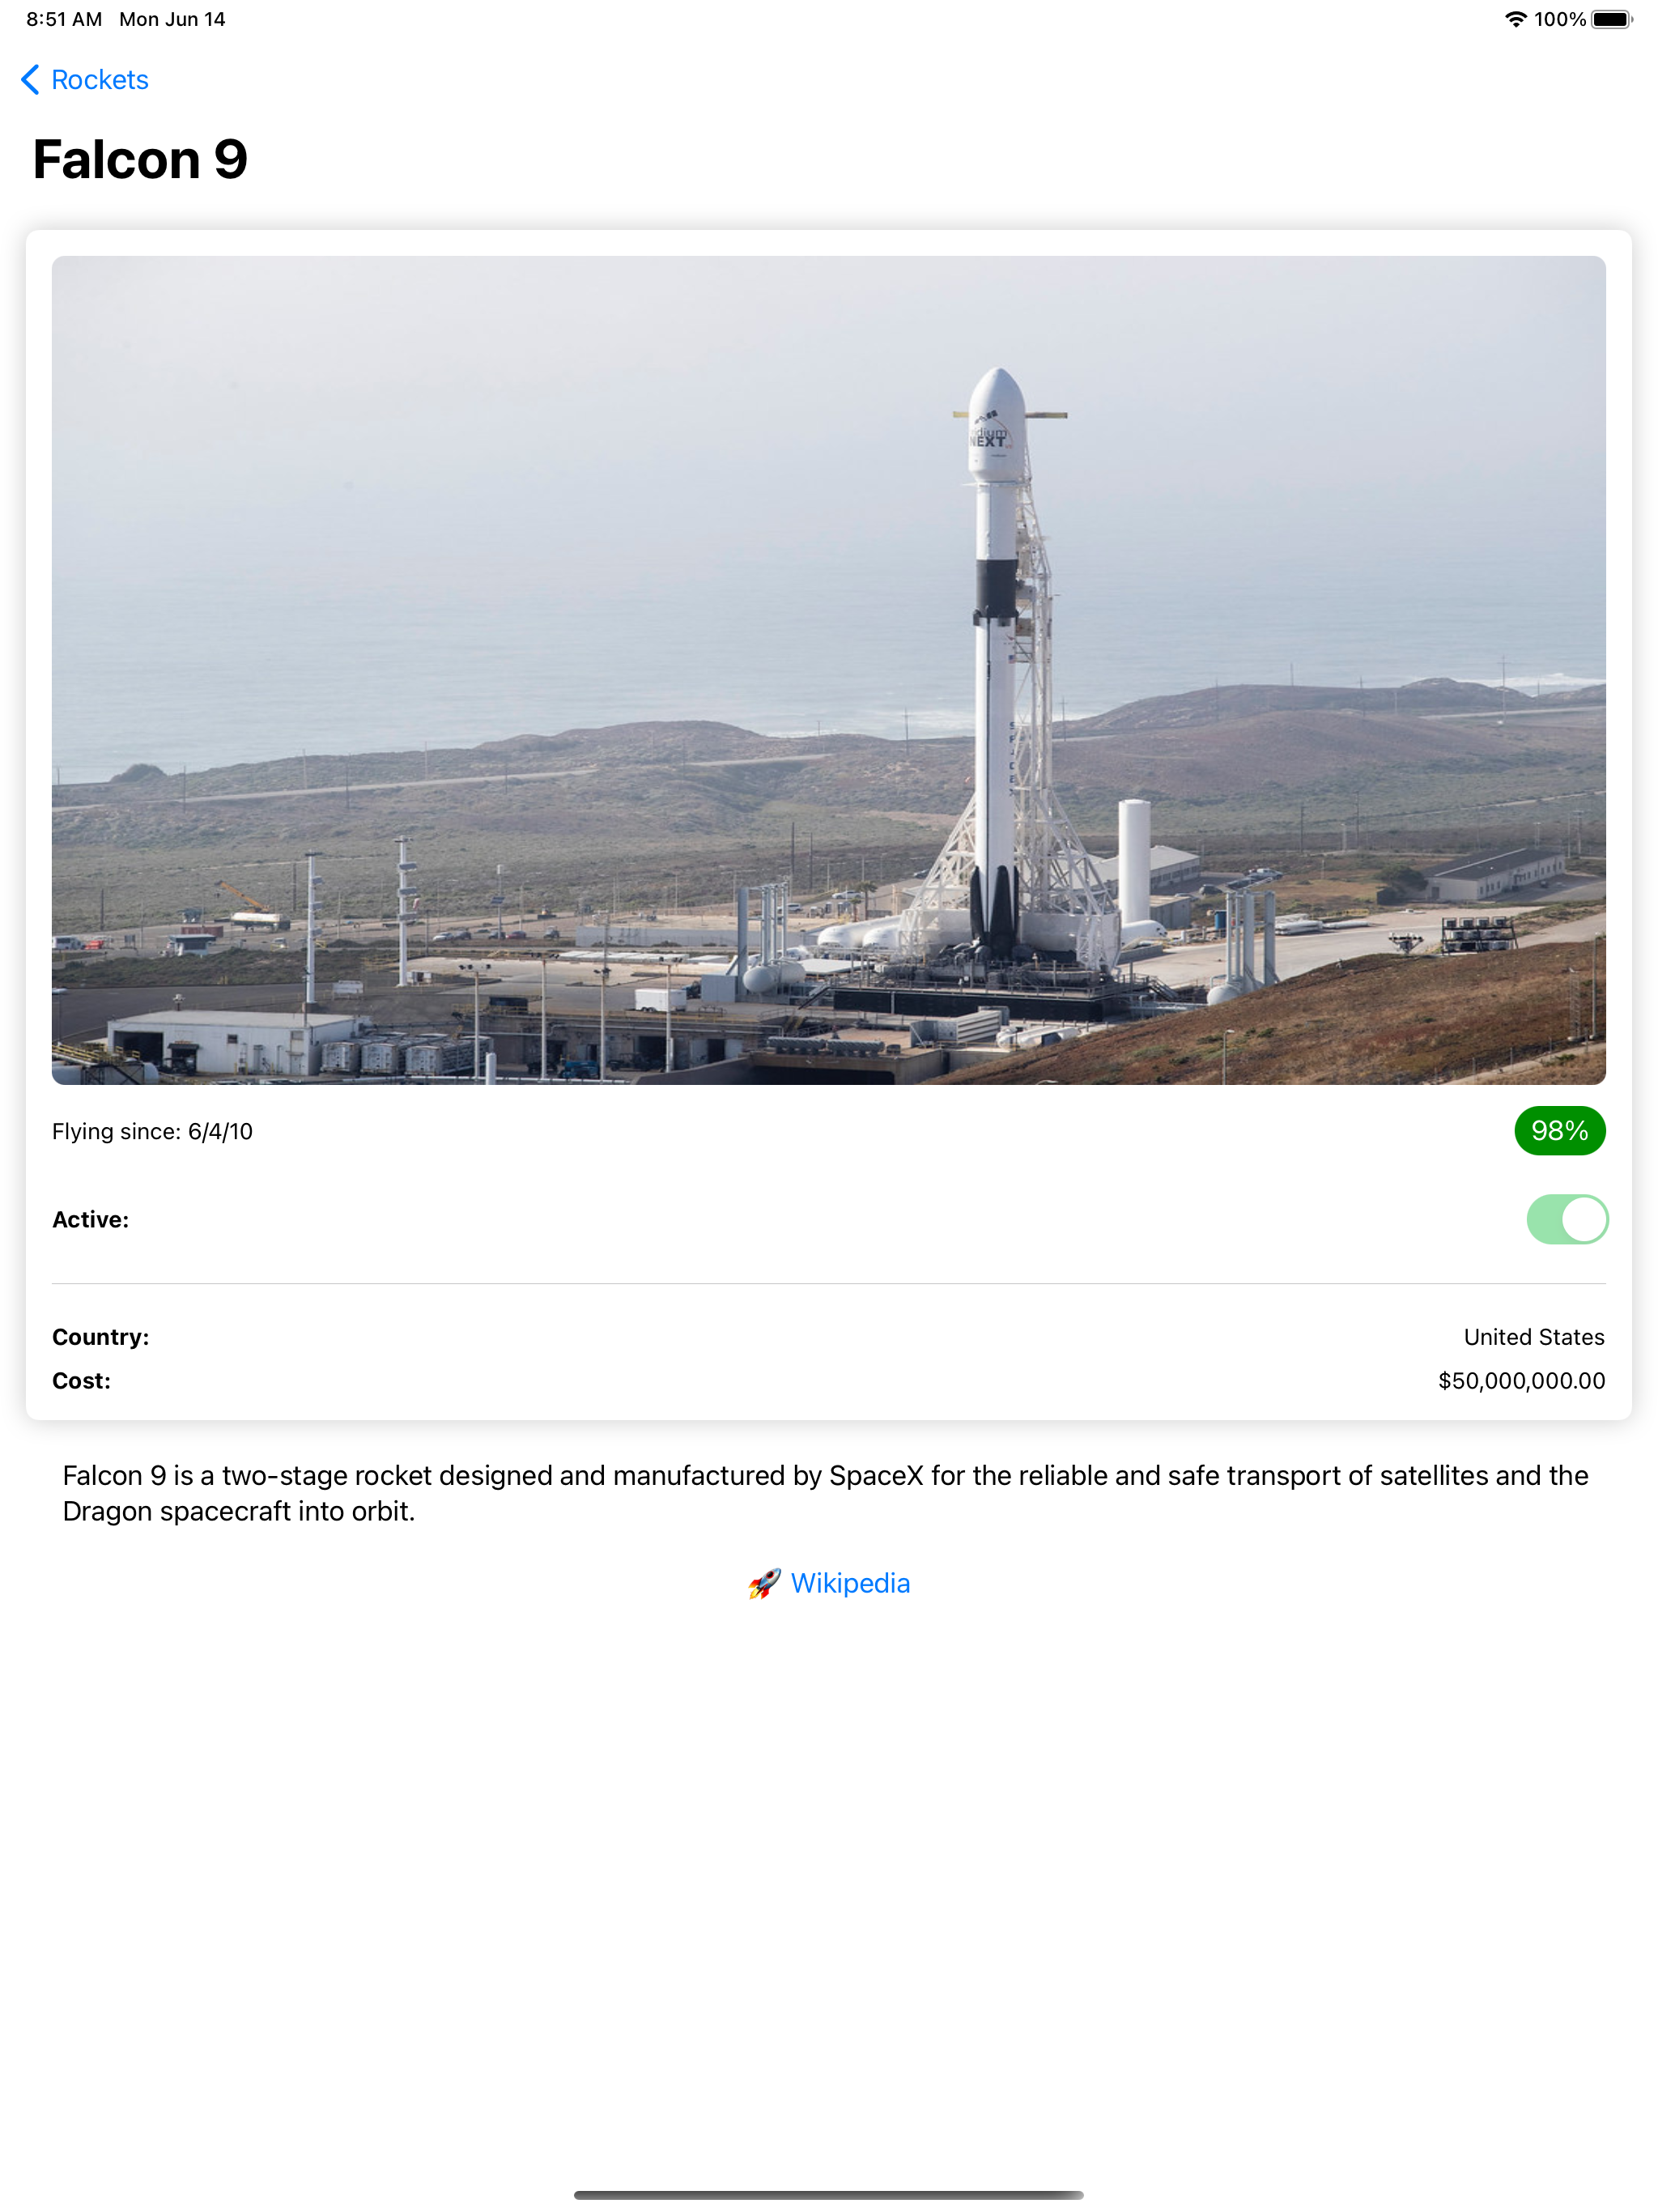 8:51 AM Mon Jun 14
100%
Rockets
Falcon 9
NEXT
Flying since: 6/4/10
98%
Active:
Country:
United States
Cost:
$50,000,000.00
Falcon 9 is a two-stage rocket designed and manufactured by SpaceX for the reliable and safe transport of satellites and the
Dragon spacecraft into orbit.
🚀 Wikipedia